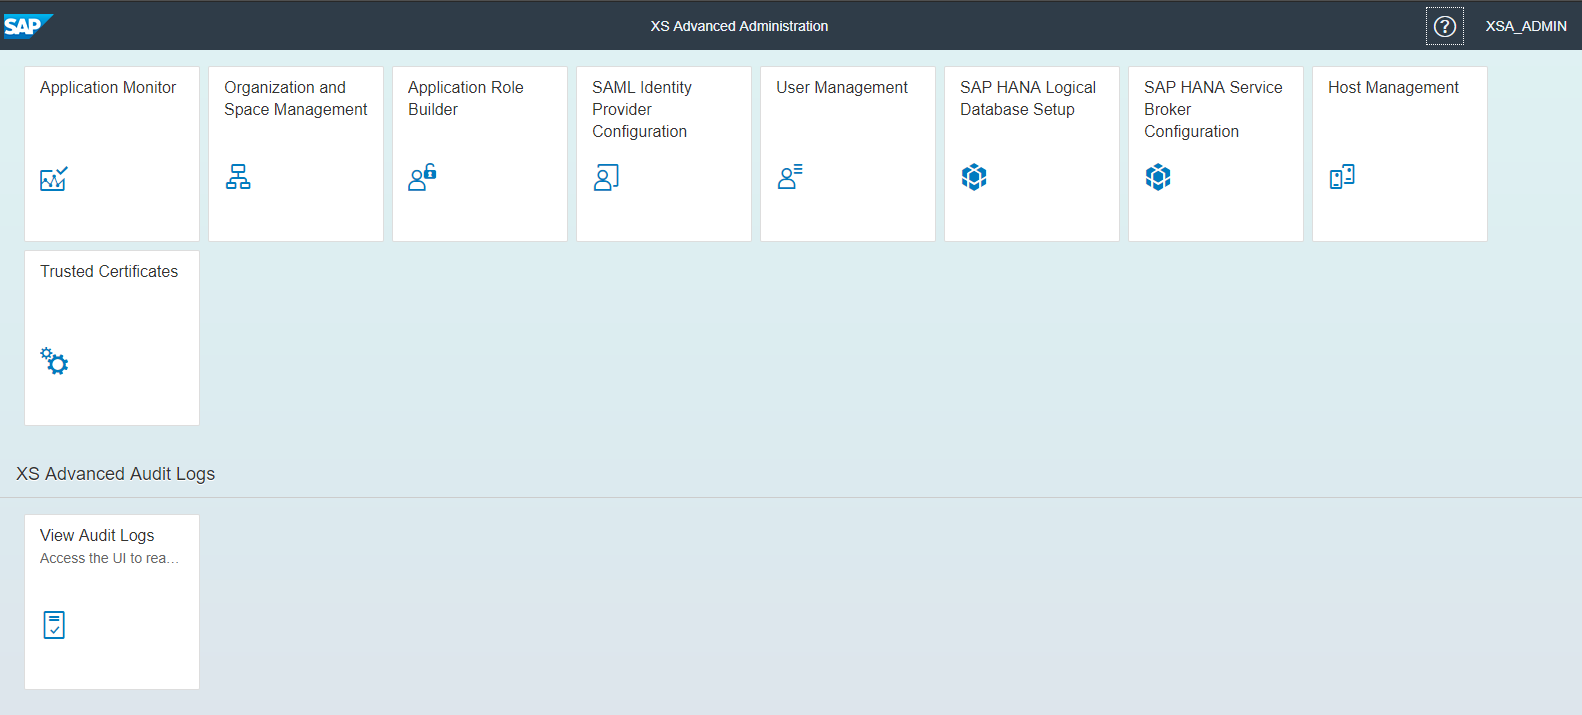 SAP
XS Advanced Administration
?
XSA_ADMIN
Application Monitor
Organization and
Space Management
Application Role
Builder
SAML Identity
Provider
Configuration
User Management
SAP HANA Logical
Database Setup
SAP HANA Service
Broker
Configuration
Host Management
Trusted Certificates
XS Advanced Audit Logs
View Audit Logs
Access the UI to rea...